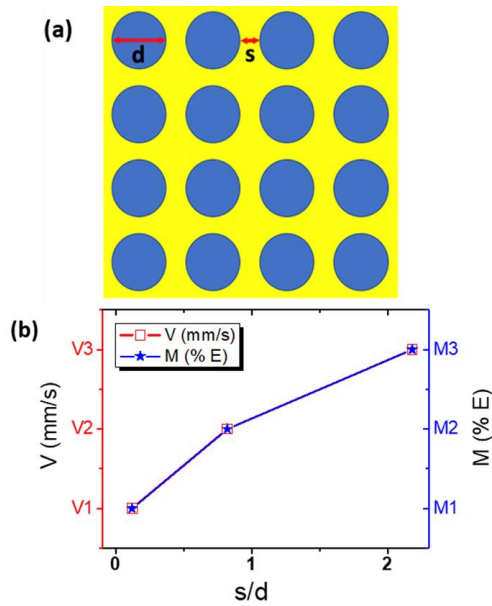 (a)
d
s
(b)
V (mm/s)
M (% E)
V3
V2
V1
V (mm/s)
M3
M2
M1
M (% E)
0
1
2
s/d